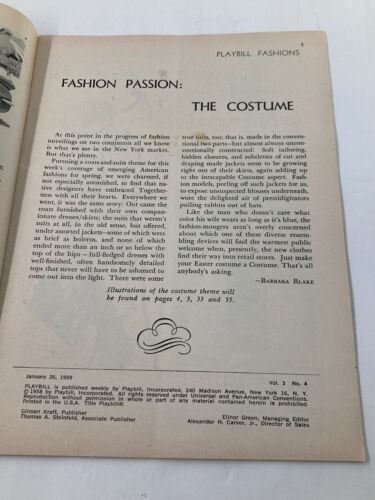 3
PLAYBILL FASHIONS
FASHION PASSION:
THE COSTUME
At this point in the progress of fashion
unveilings on two continents all we know
is what we see in the New York market.
But that's plenty.
Pursuing a coats-and-suits theme for this
week's coverage of emerging American
fashions for spring, we were charmed, if
not especially astonished, to find that na-
tive designers have embraced Together-
ness with all their hearts. Everywhere we
went, it was the same story: Out came the
coats furnished with their own compan-
ionate dresses/skirts; the suits that weren't
suits at all, in the old sense, but offered,
under assorted jackets—some of which were
as brief as boleros, and none of which
ended more than an inch or so below the
top of the hips — full-fledged dresses with
well-finished, often handsomely detailed
tops that never will have to be ashamed to
come out into the light. There were some
true suits, too; that is, made in the conven-
tional two parts—but almost always uncon-
ventionally constructed: Soft tailoring,
hidden closures, and subtleties of cut and
draping made jackets seem to be growing
right out of their skirts, again adding up
to the inescapable Costume aspect. Fash-
ion models, peeling off such jackets for us,
to expose unsuspected blouses underneath,
wore the delighted air of prestidigitators
pulling rabbits out of hats.
Like the man who doesn't care what
color his wife wears as long as it's blue, the
fashion-mongers aren't overly concerned
about which one of these diverse ensem-
bling devices will find the warmest public
welcome when, presently, the new clothes
find their way into retail stores. Just make
your Easter costume a Costume. That's all
anybody's asking.
—BARBARA BLAKE
Illustrations of the costume theme will
be found on pages 4, 5, 33 and 35.
January 26, 1959
Vol. 3 No. 4
PLAYBILL is published weekly by Playbill, Incorporated, 240 Madison Avenue, New York 16, N. Y.
© 1958 by Playbill, Incorporated. All rights reserved under Universal and Pan-American Conventions.
Reproduction without permission in whole or part of any material contained herein is prohibited.
Printed in the U.S.A. Title Playbill®.
Gilman Kraft, Publisher
Elinor Green, Managing Editor
Thomas A. Steinfeld, Associate Publisher
Alexander H. Carver, Jr., Director of Sales